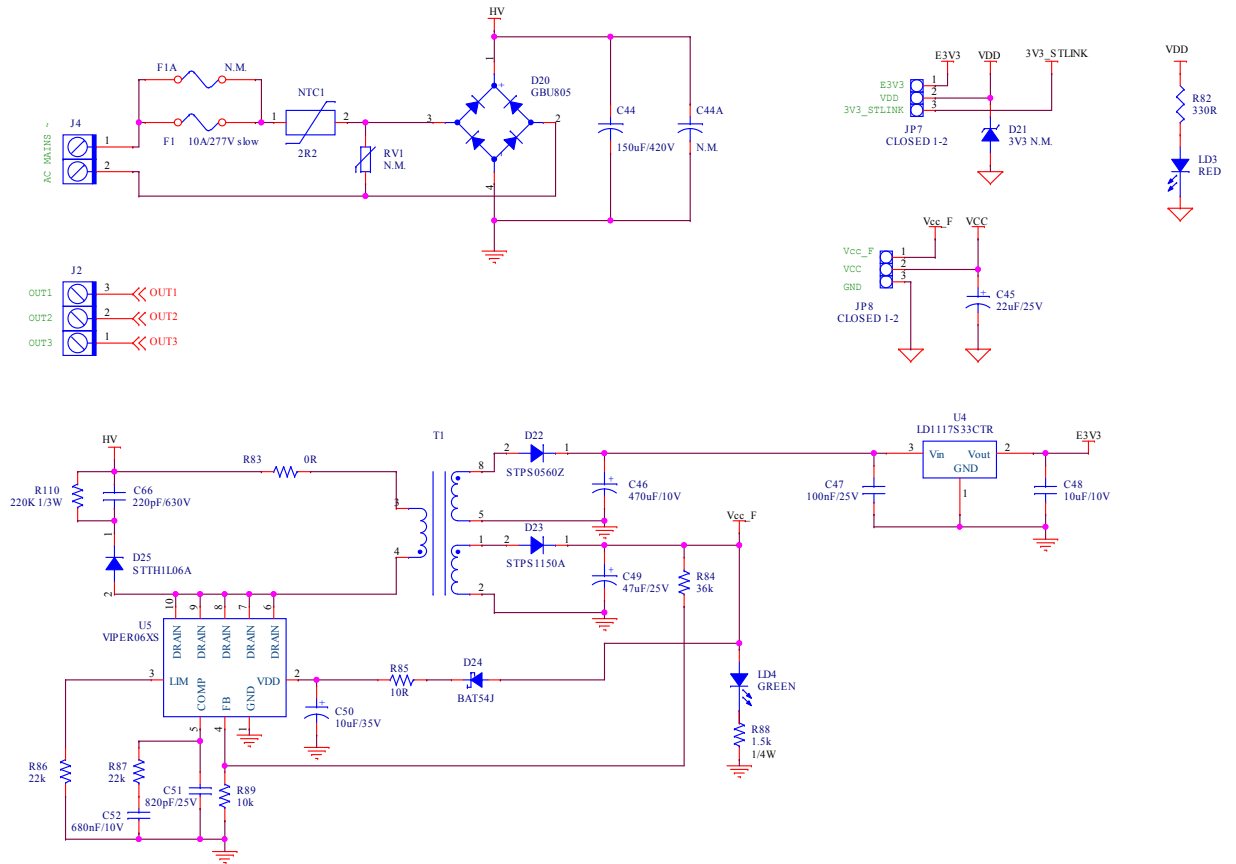 HV
F1A
N.M.
NTC1
1
2
2R2
F1
10A/277V slow
J4
AC MAINS ~
1
2
RV1
N.M.
D20
GBU805
1
3
2
4
+
-
C44
150uF/420V
C44A
N.M.
E3V3
VDD
3V3_STLINK
E3V3
VDD
3V3_STLINK
1
2
3
JP7
CLOSED 1-2
D21
3V3 N.M.
VDD
R82
330R
LD3
RED
J2
OUT1
3
OUT1
OUT2
2
OUT2
OUT3
1
OUT3
Vcc_F
VCC
Vcc_F
VCC
GND
1
2
3
JP8
CLOSED 1-2
+
C45
22uF/25V
HV
R83
0R
R110
220K 1/3W
C66
220pF/630V
1
D25
STTH1L06A
2
T1
3
4
8
5
1
2
2
D22
1
STPS0560Z
2
D23
1
STPS1150A
+
C46
470uF/10V
+
C49
47uF/25V
R84
36k
Vcc_F
U4
LD1117S33CTR
3
Vin
Vout
2
GND
1
E3V3
C47
100nF/25V
C48
10uF/10V
U5
VIPER06XS
10
9
8
7
6
DRAIN
DRAIN
DRAIN
DRAIN
DRAIN
3
LIM
COMP
FB
GND
VDD
2
5
4
1
+
C50
10uF/35V
R85
10R
D24
BAT54J
LD4
GREEN
R88
1.5k
1/4W
R86
22k
R87
22k
C51
820pF/25V
R89
10k
C52
680nF/10V